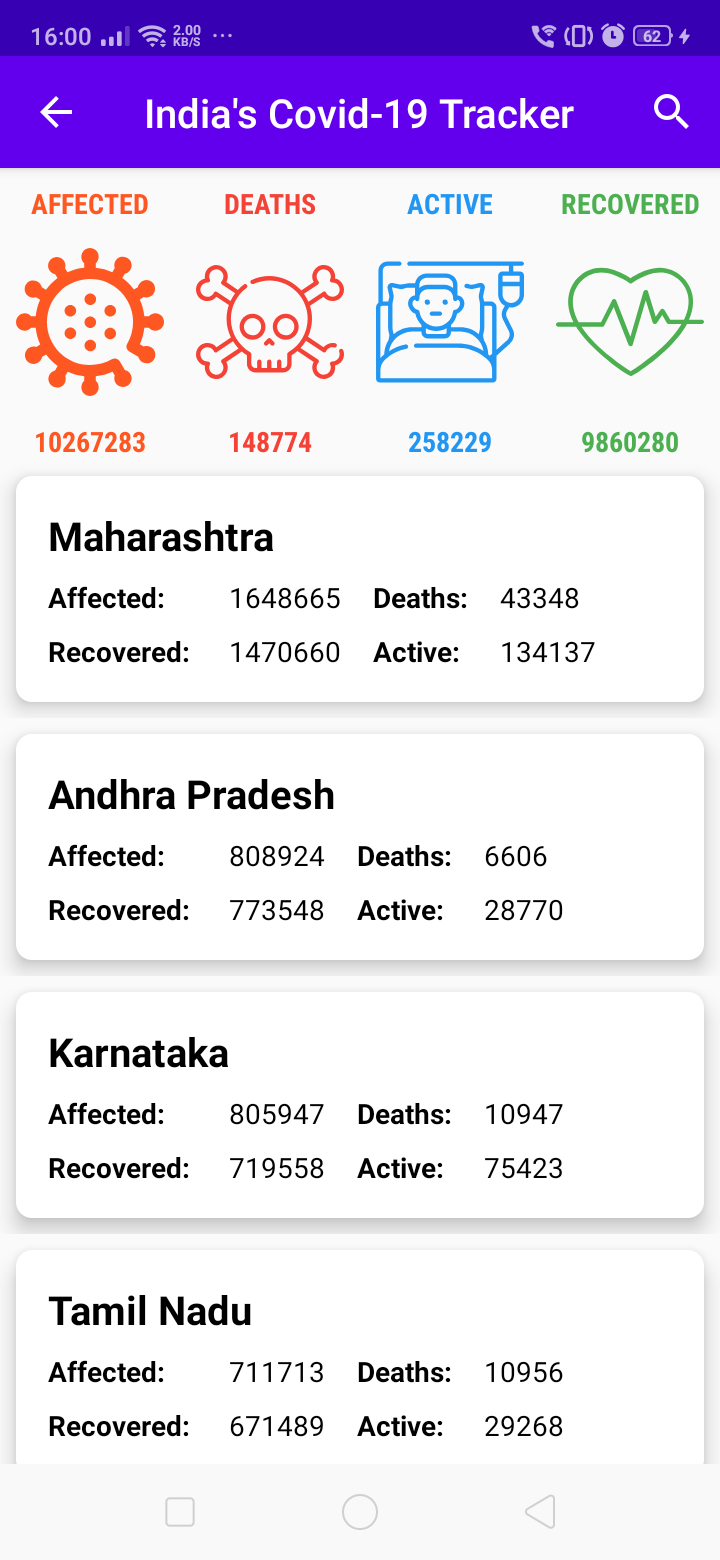 16:00 2.00 KB/S ... 62
India's Covid-19 Tracker
AFFECTED DEATHS ACTIVE RECOVERED
10267283 148774 258229 9860280
Maharashtra
Affected: 1648665 Deaths: 43348
Recovered: 1470660 Active: 134137
Andhra Pradesh
Affected: 808924 Deaths: 6606
Recovered: 773548 Active: 28770
Karnataka
Affected: 805947 Deaths: 10947
Recovered: 719558 Active: 75423
Tamil Nadu
Affected: 711713 Deaths: 10956
Recovered: 671489 Active: 29268